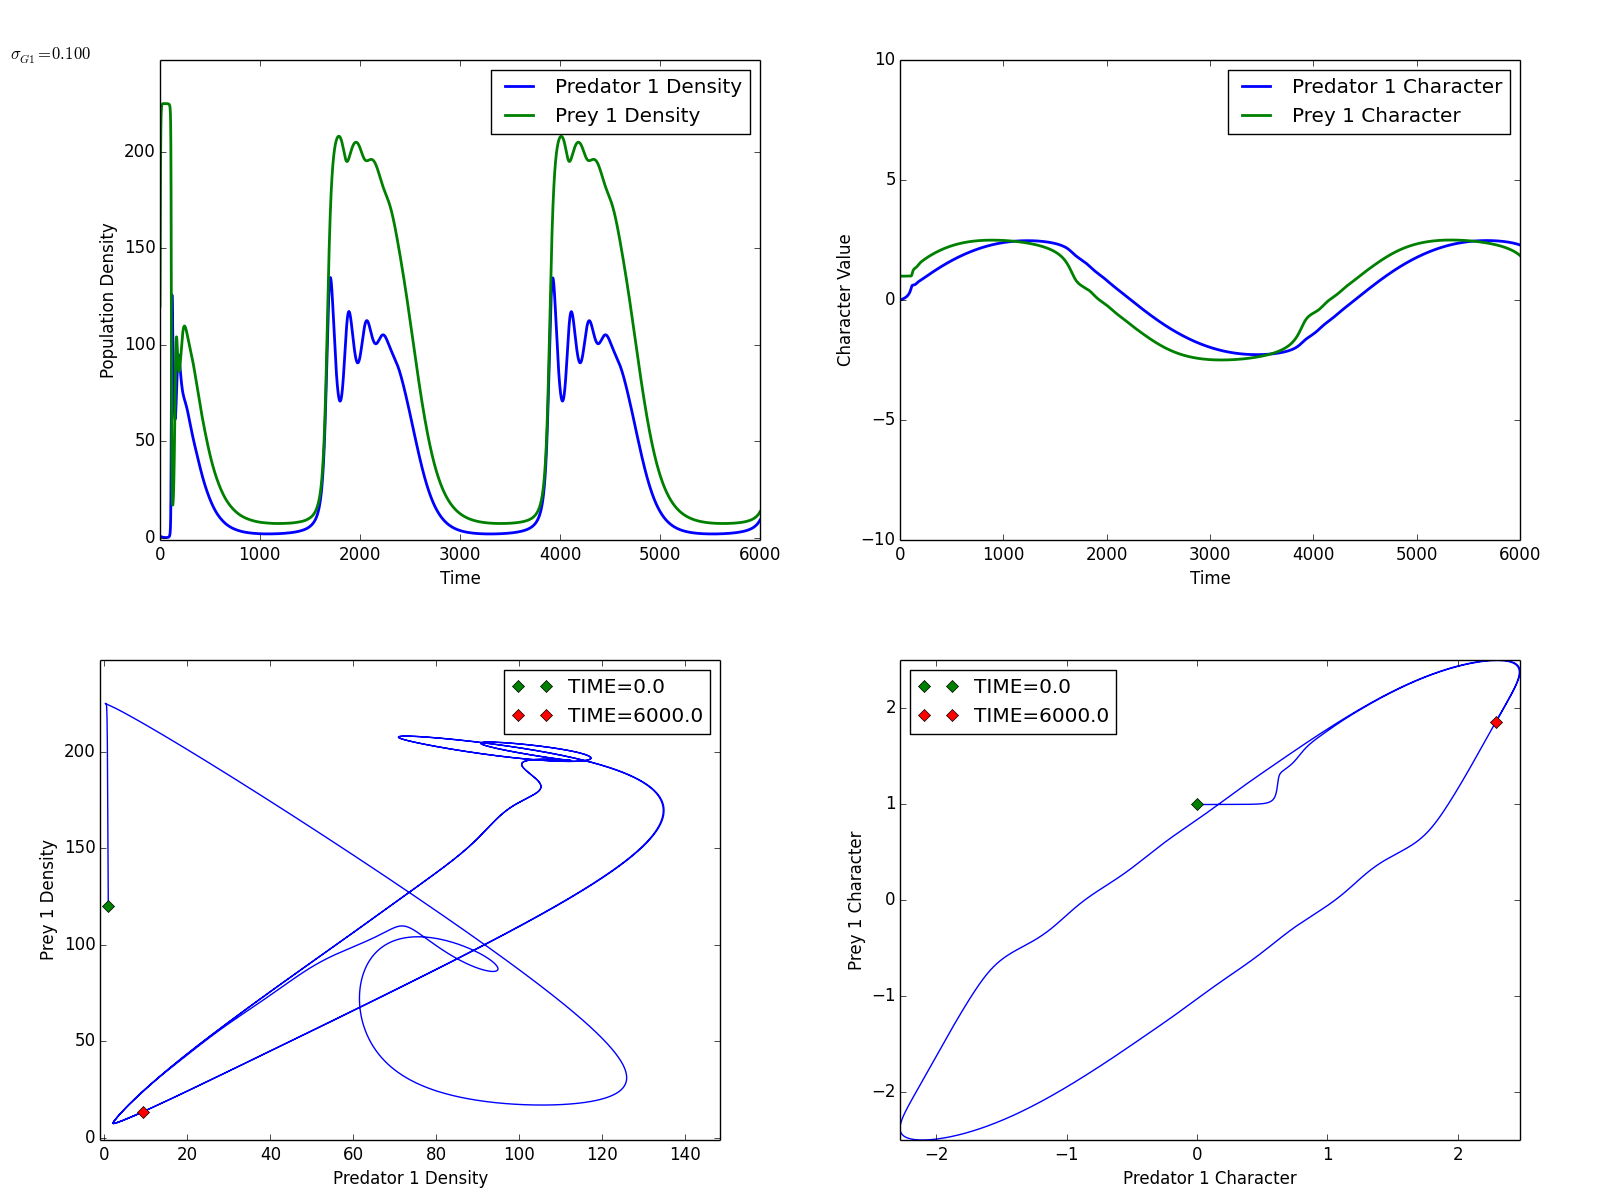 σG1=0.100
Predator 1 Density
Prey 1 Density
200
150
100
50
0
Population Density
0 1000 2000 3000 4000 5000 6000
Time
Predator 1 Character
Prey 1 Character
10
5
0
−5
−10
Character Value
0 1000 2000 3000 4000 5000 6000
Time
TIME=0.0
TIME=6000.0
200
150
100
50
0
Prey 1 Density
0 20 40 60 80 100 120 140
Predator 1 Density
TIME=0.0
TIME=6000.0
2
1
0
−1
−2
Prey 1 Character
−2 −1 0 1 2
Predator 1 Character